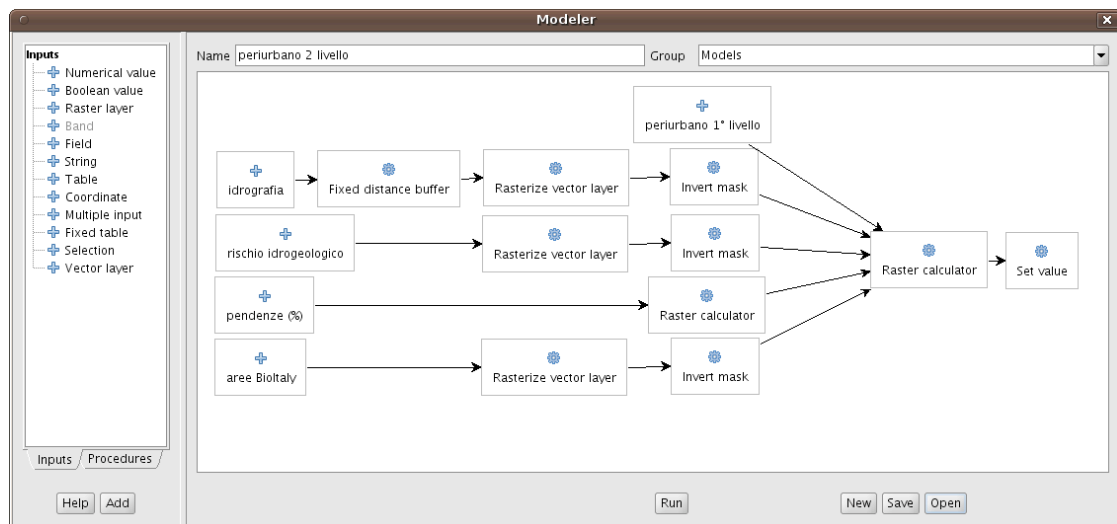 Modeler
Inputs
Numerical value
Boolean value
Raster layer
Band
Field
String
Table
Coordinate
Multiple input
Fixed table
Selection
Vector layer
Inputs Procedures
Help Add
Name periurbano 2 livello Group Models
periurbano 1° livello
idrografia Fixed distance buffer Rasterize vector layer Invert mask
rischio idrogeologico Rasterize vector layer Invert mask
Raster calculator Set value
pendenze (%) Raster calculator
aree BioItaly Rasterize vector layer Invert mask
Run New Save Open